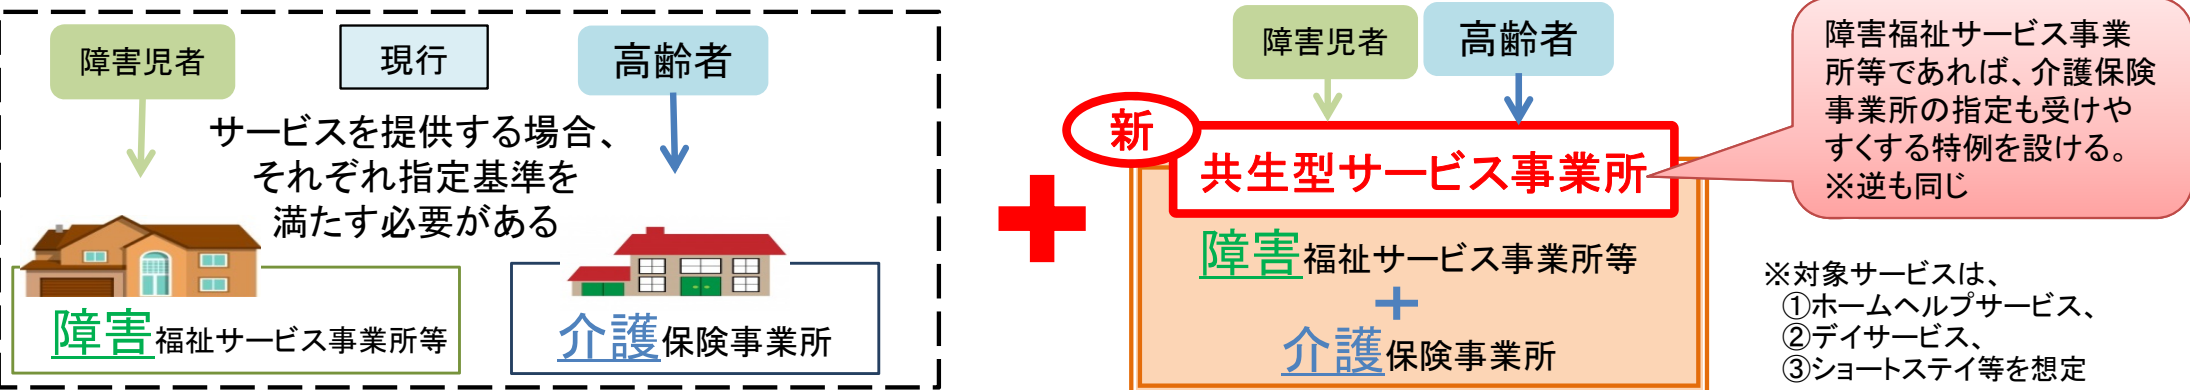 障害児者
現行
高齢者
サービスを提供する場合、
それぞれ指定基準を
満たす必要がある
障害福祉サービス事業所等
介護保険事業所
障害児者
高齢者
新
共生型サービス事業所
障害福祉サービス事業所等
＋
介護保険事業所
障害福祉サービス事業
所等であれば、介護保険
事業所の指定も受けや
すくする特例を設ける。
※逆も同じ
※対象サービスは、
①ホームヘルプサービス、
②デイサービス、
③ショートステイ等を想定